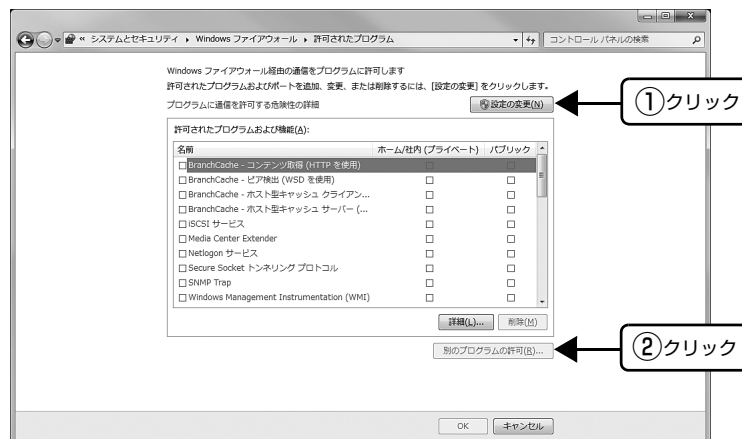 « システムとセキュリティ ▸ Windows ファイアウォール ▸ 許可されたプログラム
コントロール パネルの検索
Windows ファイアウォール経由の通信をプログラムに許可します
許可されたプログラムおよびポートを追加、変更、または削除するには、[設定の変更] をクリックします。
プログラムに通信を許可する危険性の詳細
設定の変更(N)
①クリック
許可されたプログラムおよび機能(A):
名前 ホーム/社内 (プライベート) パブリック
BranchCache - コンテンツ取得 (HTTP を使用)
BranchCache - ピア検出 (WSD を使用)
BranchCache - ホスト型キャッシュ クライアン...
BranchCache - ホスト型キャッシュ サーバー (...
iSCSI サービス
Media Center Extender
Netlogon サービス
Secure Socket トンネリング プロトコル
SNMP Trap
Windows Management Instrumentation (WMI)
詳細(L)... 削除(M)
別のプログラムの許可(R)...
②クリック
OK キャンセル